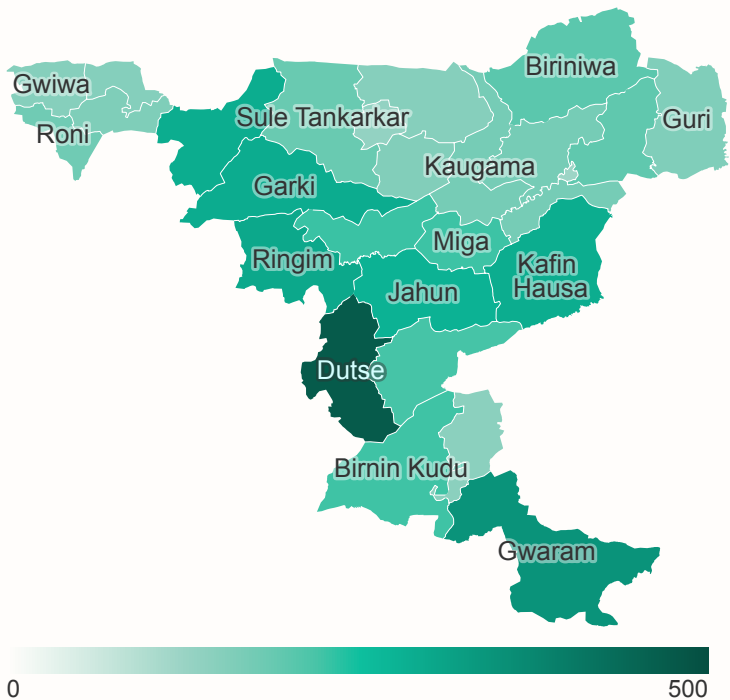 Biriniwa
Gwiwa
Sule Tankarkar
Guri
Roni
Kaugama
Garki
Miga
Ringim
Kafin
Hausa
Jahun
Dutse
Birnin Kudu
Gwaram
0
500